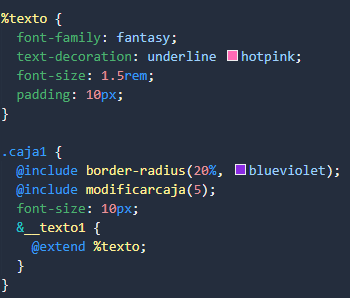 %texto {
  font-family: fantasy;
  text-decoration: underline hotpink;
  font-size: 1.5rem;
  padding: 10px;
}

.caja1 {
  @include border-radius(20%, blueviolet);
  @include modificarcaja(5);
  font-size: 10px;
  &__texto1 {
    @extend %texto;
  }
}